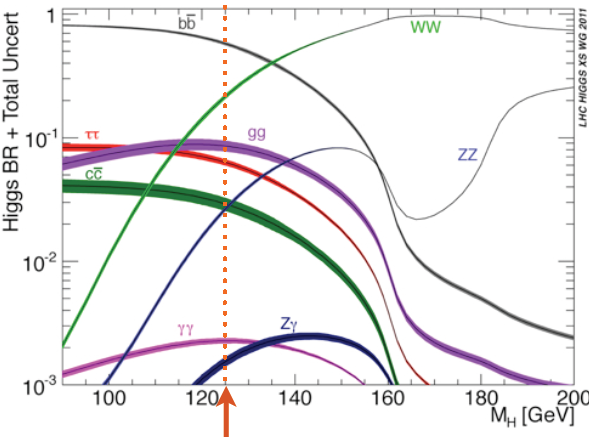 LHC HIGGS XS WG 2011
Higgs BR + Total Uncert
1
10⁻¹
10⁻²
10⁻³
bb̅
WW
ττ
gg
cc̅
ZZ
γγ
Zγ
100 120 140 160 180 200
M_H [GeV]